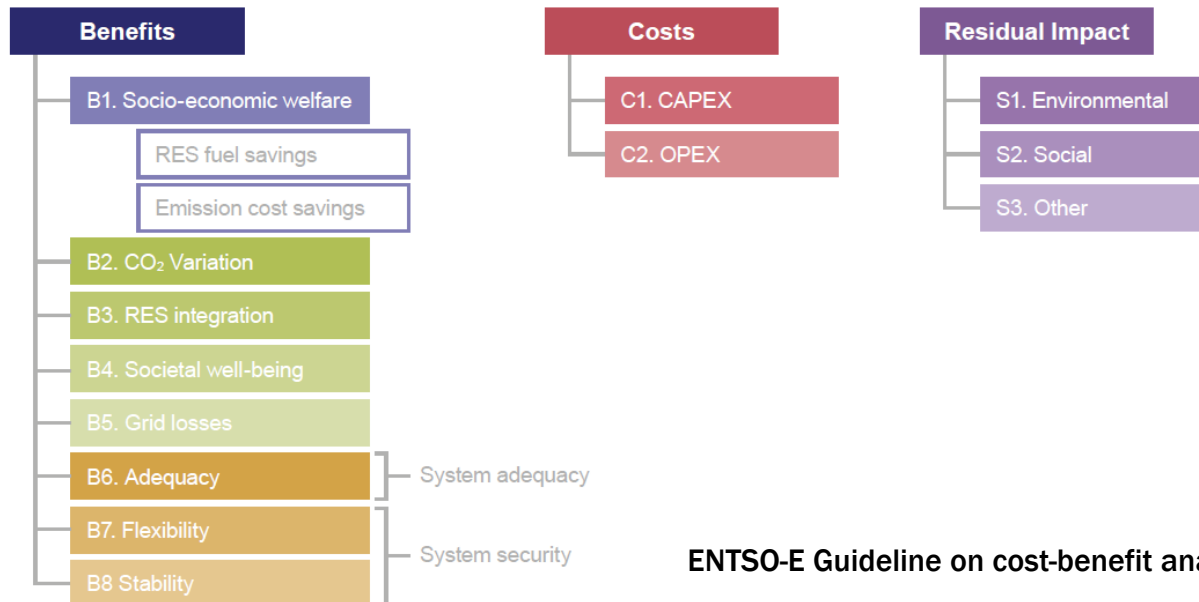 Benefits
B1. Socio-economic welfare
RES fuel savings
Emission cost savings
B2. CO₂ Variation
B3. RES integration
B4. Societal well-being
B5. Grid losses
B6. Adequacy
System adequacy
B7. Flexibility
System security
B8 Stability
Costs
C1. CAPEX
C2. OPEX
Residual Impact
S1. Environmental
S2. Social
S3. Other
ENTSO-E Guideline on cost-benefit